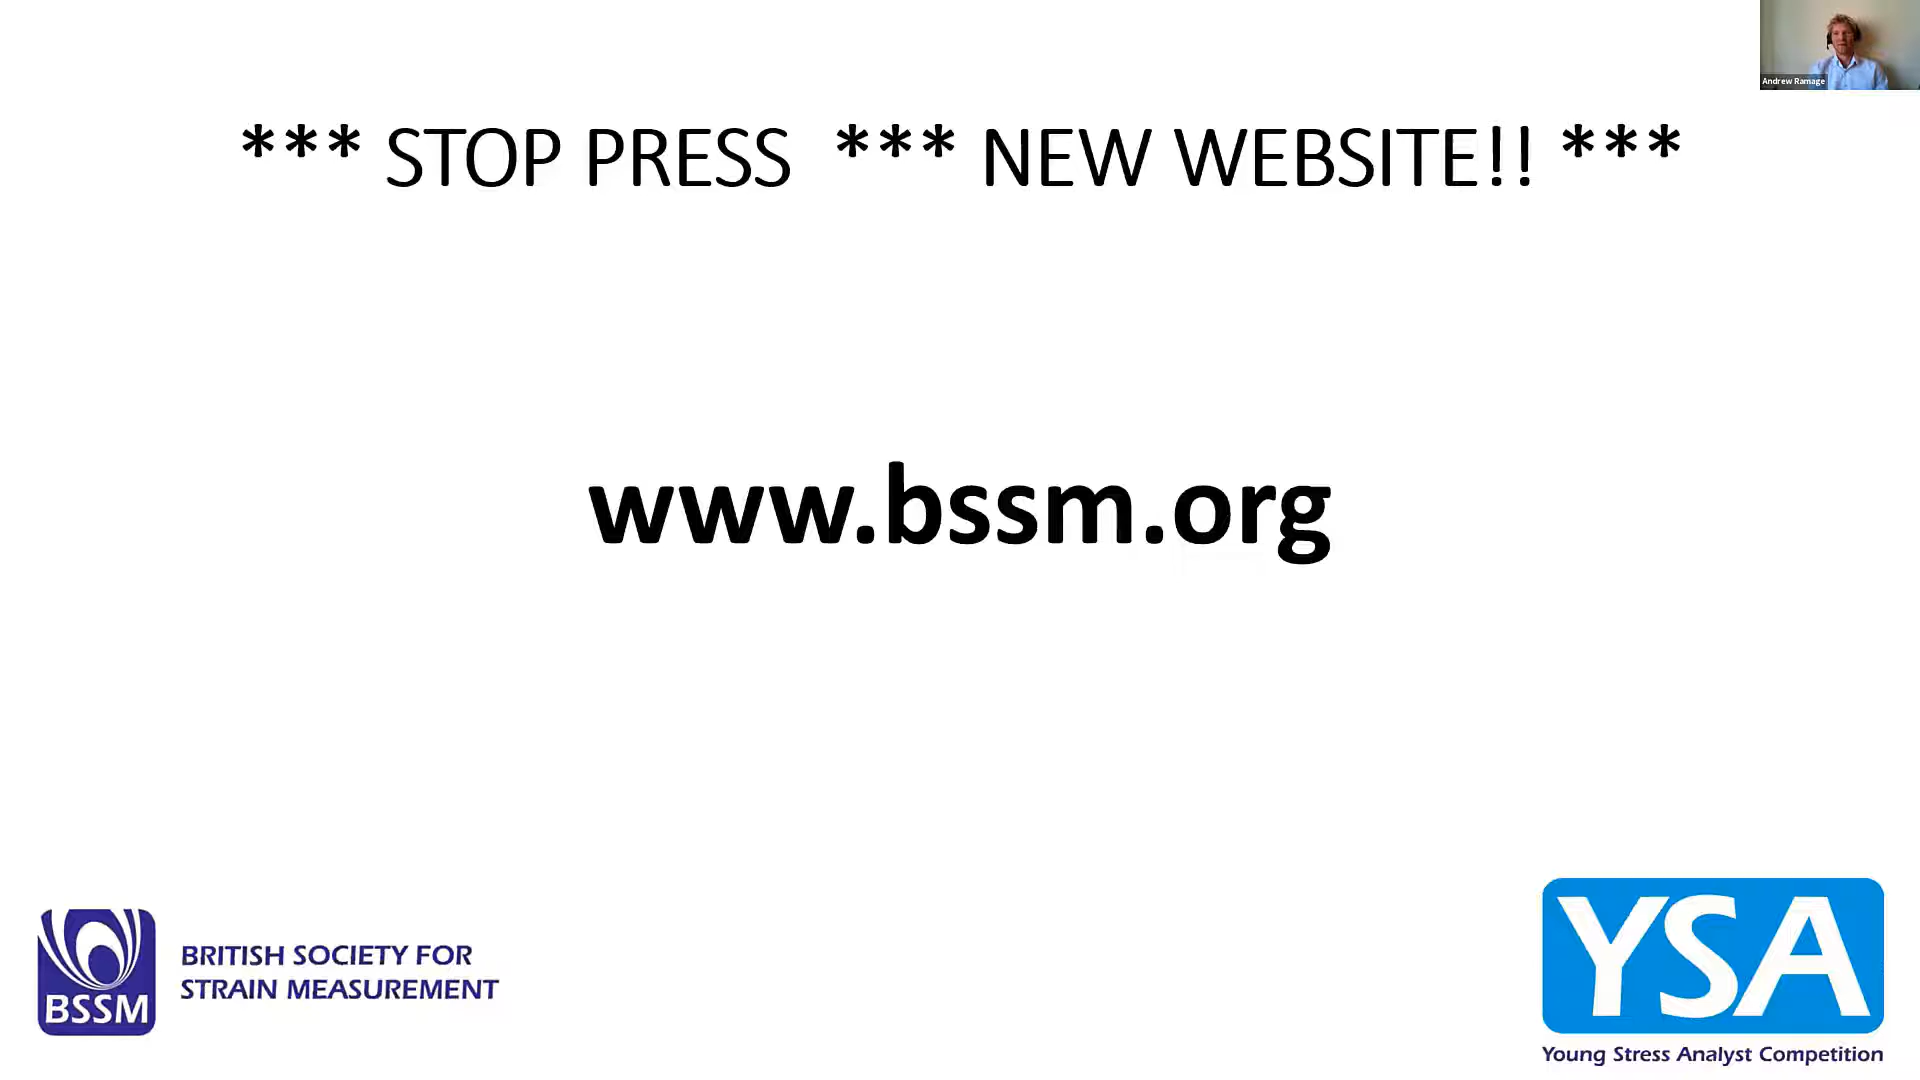 Andrew Ramage
*** STOP PRESS *** NEW WEBSITE!! ***
www.bssm.org
BSSM
BRITISH SOCIETY FOR
STRAIN MEASUREMENT
YSA
Young Stress Analyst Competition